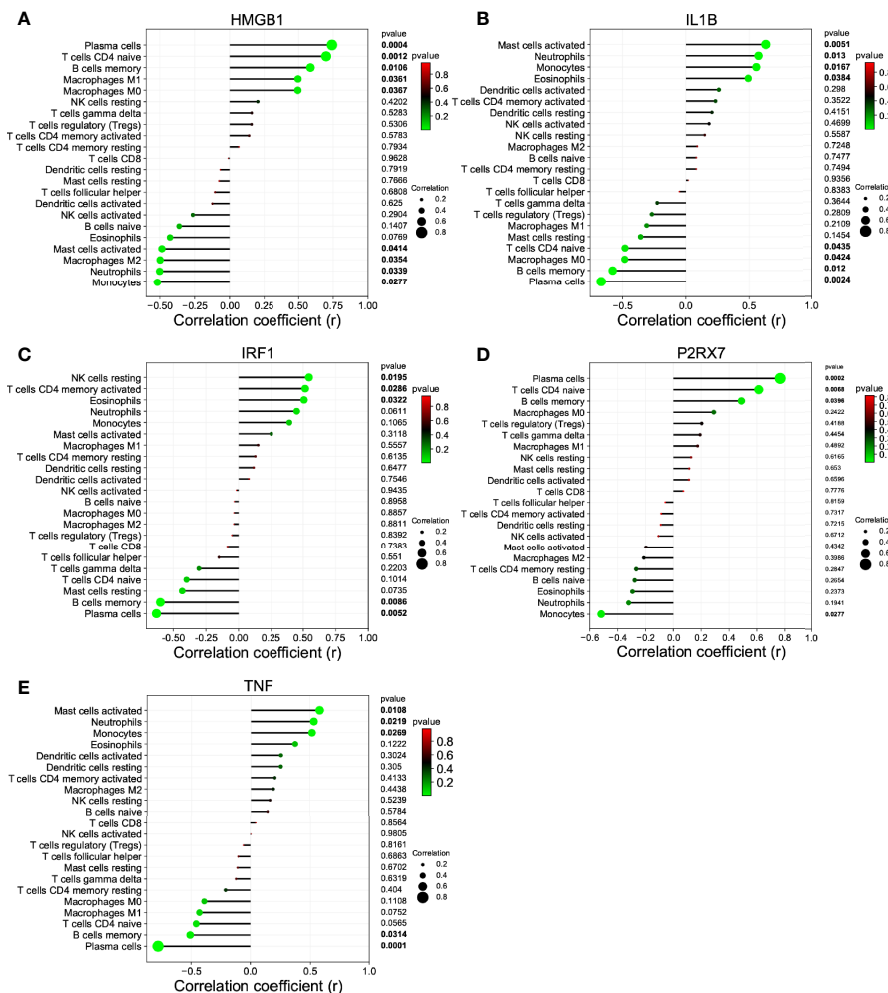 A
HMGB1
pvalue
Plasma cells 0.0004
T cells CD4 naive 0.0012
B cells memory 0.0106
Macrophages M1 0.0361
Macrophages M0 0.0367
NK cells resting 0.4202
T cells gamma delta 0.5283
T cells regulatory (Tregs) 0.5306
T cells CD4 memory activated 0.5783
T cells CD4 memory resting 0.7934
T cells CD8 0.9628
Dendritic cells resting 0.7919
Mast cells resting 0.7666
T cells follicular helper 0.6808
Dendritic cells activated 0.625
NK cells activated 0.2904
B cells naive 0.1407
Eosinophils 0.0769
Mast cells activated 0.0414
Macrophages M2 0.0354
Neutrophils 0.0339
Monocytes 0.0277
−0.50 −0.25 0.00 0.25 0.50 0.75 1.00
Correlation coefficient (r)
pvalue
0.8
0.6
0.4
0.2
Correlation
0.2
0.4
0.6
0.8
B
IL1B
pvalue
Mast cells activated 0.0051
Neutrophils 0.013
Monocytes 0.0167
Eosinophils 0.0384
Dendritic cells activated 0.298
T cells CD4 memory activated 0.3522
Dendritic cells resting 0.4151
NK cells activated 0.4699
NK cells resting 0.5587
Macrophages M2 0.7248
B cells naive 0.7477
T cells CD4 memory resting 0.7494
T cells CD8 0.9356
T cells follicular helper 0.8383
T cells gamma delta 0.3644
T cells regulatory (Tregs) 0.2809
Macrophages M1 0.2109
Mast cells resting 0.1454
T cells CD4 naive 0.0435
Macrophages M0 0.0424
B cells memory 0.012
Plasma cells 0.0024
−0.5 0.0 0.5 1.0
Correlation coefficient (r)
pvalue
Correlation
0.2
0.4
0.6
0.8
C
IRF1
pvalue
NK cells resting 0.0195
T cells CD4 memory activated 0.0286
Eosinophils 0.0322
Neutrophils 0.0611
Monocytes 0.1065
Mast cells activated 0.3118
Macrophages M1 0.5557
T cells CD4 memory resting 0.6135
Dendritic cells resting 0.6477
Dendritic cells activated 0.7546
NK cells activated 0.9435
B cells naive 0.8958
Macrophages M0 0.8857
Macrophages M2 0.8811
T cells regulatory (Tregs) 0.8392
T cells CD8 0.7383
T cells follicular helper 0.551
T cells gamma delta 0.2203
T cells CD4 naive 0.1014
Mast cells resting 0.0735
B cells memory 0.0086
Plasma cells 0.0052
−0.50 −0.25 0.00 0.25 0.50 0.75 1.00
Correlation coefficient (r)
pvalue
0.8
0.6
0.4
0.2
Correlation
0.2
0.4
0.6
0.8
D
P2RX7
pvalue
Plasma cells 0.0002
T cells CD4 naive 0.0068
B cells memory 0.0396
Macrophages M0 0.2422
T cells regulatory (Tregs) 0.4188
T cells gamma delta 0.4454
Macrophages M1 0.4892
NK cells resting 0.6165
Mast cells resting 0.653
Dendritic cells activated 0.6596
T cells CD8 0.7776
T cells follicular helper 0.8159
T cells CD4 memory activated 0.7317
Dendritic cells resting 0.7215
NK cells activated 0.6712
Mast cells activated 0.4342
Macrophages M2 0.3986
T cells CD4 memory resting 0.2847
B cells naive 0.2654
Eosinophils 0.2373
Neutrophils 0.1941
Monocytes 0.0277
−0.6 −0.4 −0.2 0.0 0.2 0.4 0.6 0.8 1.0
Correlation coefficient (r)
pvalue
Correlation
0.2
0.4
0.6
0.8
E
TNF
pvalue
Mast cells activated 0.0108
Neutrophils 0.0219
Monocytes 0.0269
Eosinophils 0.1222
Dendritic cells activated 0.3024
Dendritic cells resting 0.305
T cells CD4 memory activated 0.4133
Macrophages M2 0.4438
NK cells resting 0.5239
B cells naive 0.5784
T cells CD8 0.8564
NK cells activated 0.9805
T cells regulatory (Tregs) 0.8161
T cells follicular helper 0.6863
Mast cells resting 0.6702
T cells gamma delta 0.6319
T cells CD4 memory resting 0.404
Macrophages M0 0.1108
Macrophages M1 0.0752
T cells CD4 naive 0.0565
B cells memory 0.0314
Plasma cells 0.0001
−0.5 0.0 0.5 1.0
Correlation coefficient (r)
pvalue
0.8
0.6
0.4
0.2
Correlation
0.2
0.4
0.6
0.8